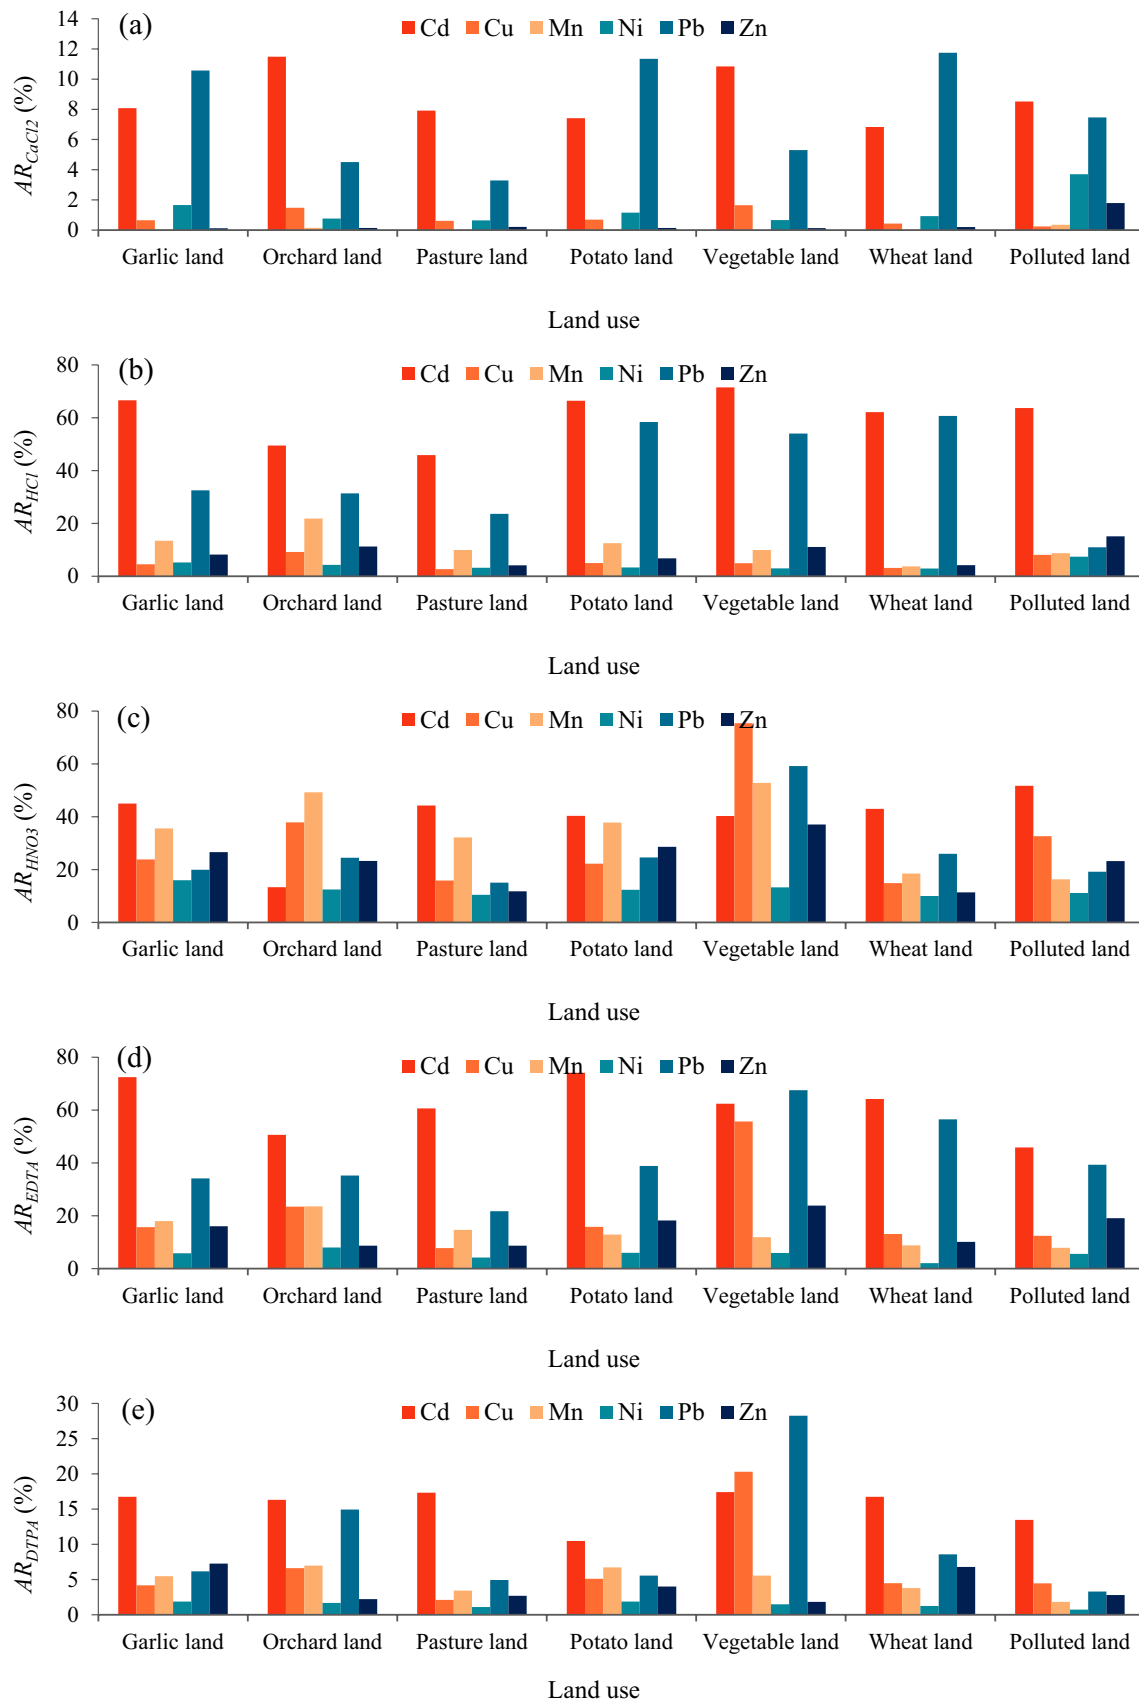 (a)
Cd Cu Mn Ni Pb Zn
AR_CaCl2 (%)
14
12
10
8
6
4
2
0
Garlic land Orchard land Pasture land Potato land Vegetable land Wheat land Polluted land
Land use
(b)
Cd Cu Mn Ni Pb Zn
AR_HCl (%)
80
60
40
20
0
Garlic land Orchard land Pasture land Potato land Vegetable land Wheat land Polluted land
Land use
(c)
Cd Cu Mn Ni Pb Zn
AR_HNO3 (%)
80
60
40
20
0
Garlic land Orchard land Pasture land Potato land Vegetable land Wheat land Polluted land
Land use
(d)
Cd Cu Mn Ni Pb Zn
AR_EDTA (%)
80
60
40
20
0
Garlic land Orchard land Pasture land Potato land Vegetable land Wheat land Polluted land
Land use
(e)
Cd Cu Mn Ni Pb Zn
AR_DTPA (%)
30
25
20
15
10
5
0
Garlic land Orchard land Pasture land Potato land Vegetable land Wheat land Polluted land
Land use